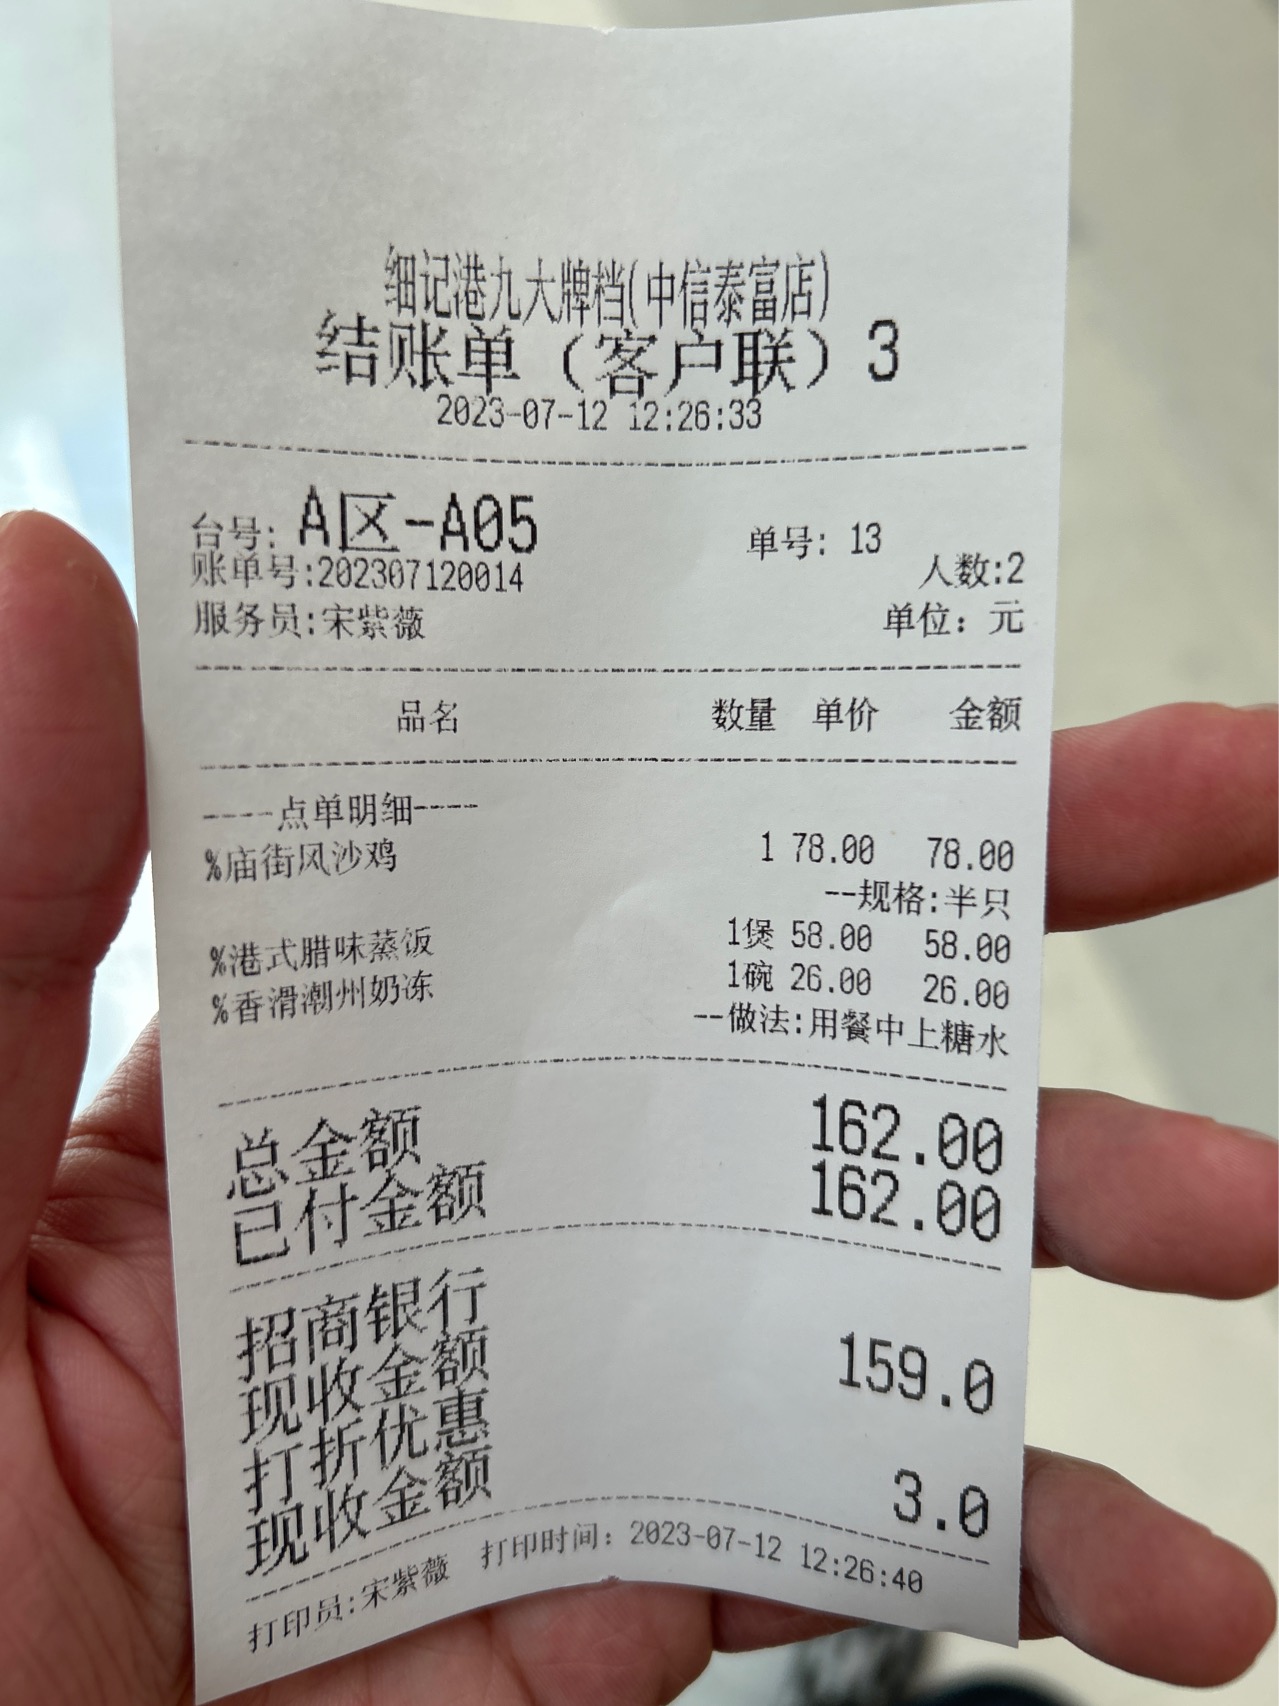 细记港九大牌档(中信泰富店)
结账单（客户联）3
2023-07-12 12:26:33
台号: A区-A05 单号: 13
账单号:202307120014 人数:2
服务员:宋紫薇 单位: 元
品名 数量 单价 金额
----点单明细----
%庙街风沙鸡 1 78.00 78.00
--规格:半只
%港式腊味蒸饭 1煲 58.00 58.00
%香滑潮州奶冻 1碗 26.00 26.00
--做法:用餐中上糖水
总金额 162.00
已付金额 162.00
招商银行
现收金额 159.0
打折优惠
现收金额 3.0
打印员:宋紫薇 打印时间: 2023-07-12 12:26:40